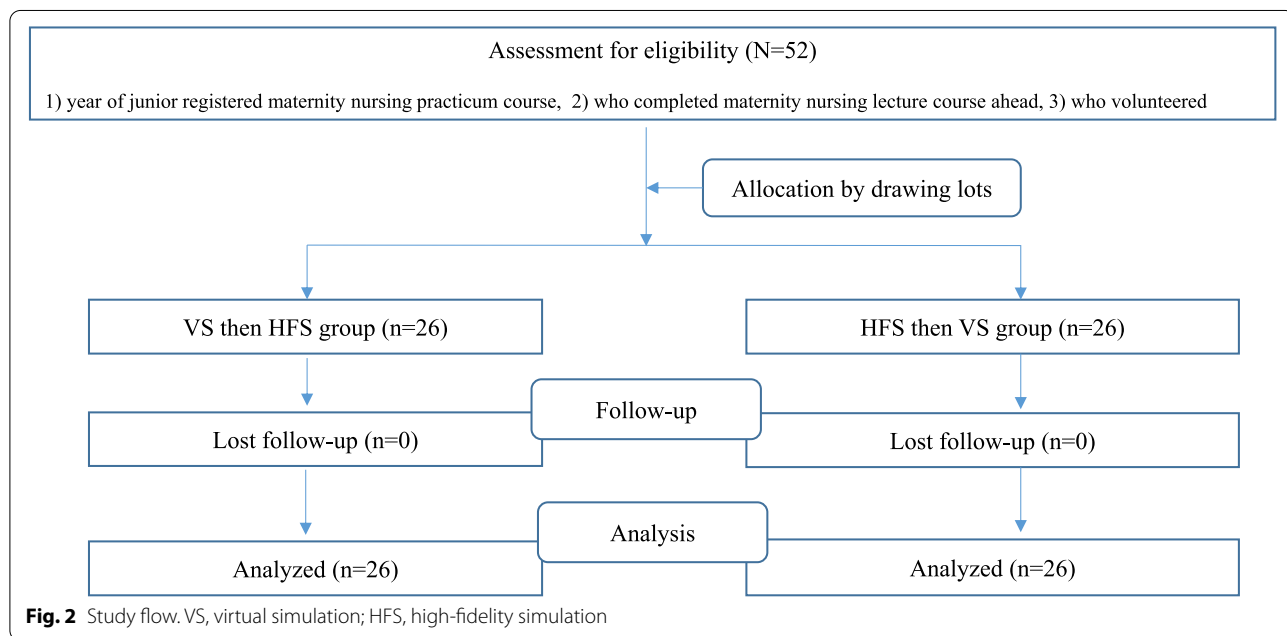 Assessment for eligibility (N=52)
1) year of junior registered maternity nursing practicum course, 2) who completed maternity nursing lecture course ahead, 3) who volunteered
Allocation by drawing lots
VS then HFS group (n=26)
HFS then VS group (n=26)
Follow-up
Lost follow-up (n=0)
Lost follow-up (n=0)
Analysis
Analyzed (n=26)
Analyzed (n=26)
Fig. 2 Study flow. VS, virtual simulation; HFS, high-fidelity simulation